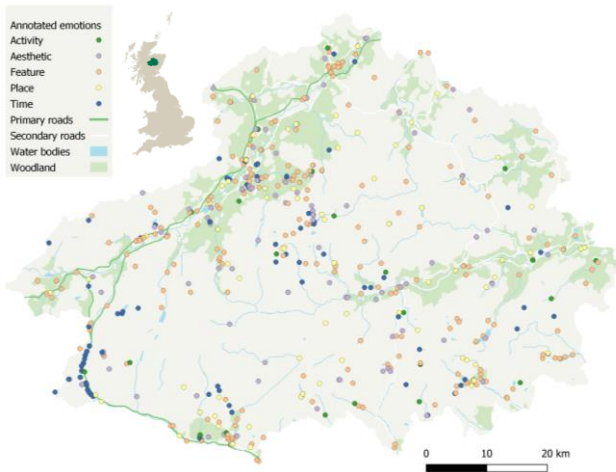 Annotated emotions
Activity
Aesthetic
Feature
Place
Time
Primary roads
Secondary roads
Water bodies
Woodland
0 10 20 km